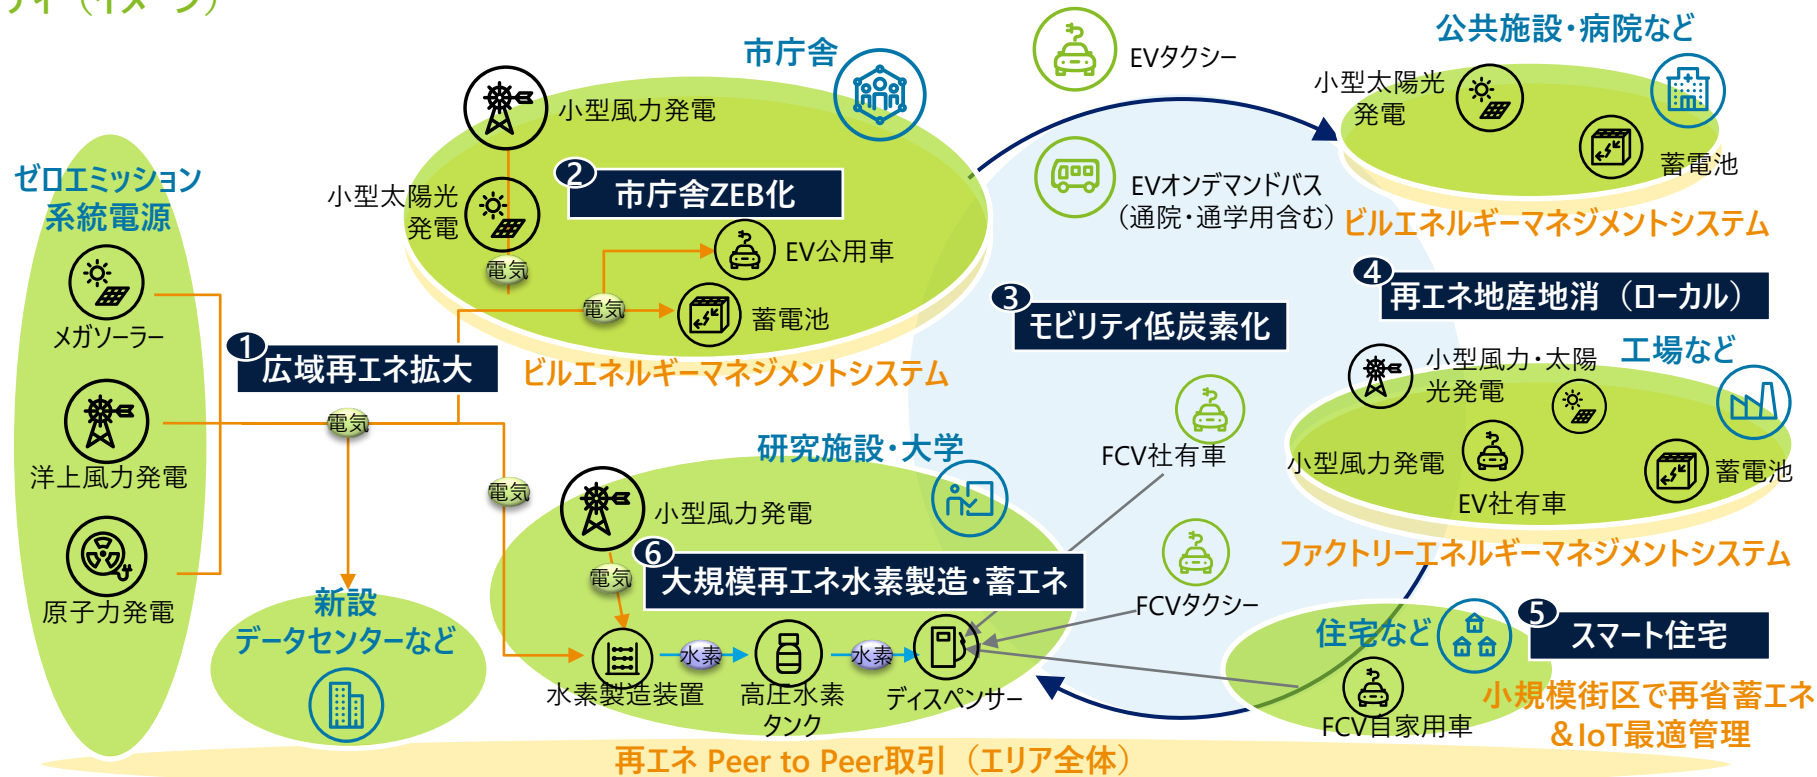 ティ（イメージ）
市庁舎
EVタクシー
公共施設・病院など
小型太陽光
発電
小型風力発電
蓄電池
ゼロエミッション
系統電源
② 市庁舎ZEB化
小型太陽光
発電
EVオンデマンドバス
（通院・通学用含む）
ビルエネルギーマネジメントシステム
電気
EV公用車
④ 再エネ地産地消（ローカル）
メガソーラー
電気
蓄電池
③ モビリティ低炭素化
① 広域再エネ拡大
ビルエネルギーマネジメントシステム
工場など
小型風力・太陽
光発電
電気
洋上風力発電
研究施設・大学
FCV社有車
小型風力発電
EV社有車
蓄電池
電気
小型風力発電
ファクトリーエネルギーマネジメントシステム
⑥ 大規模再エネ水素製造・蓄エネ
電気
原子力発電
FCVタクシー
新設
データセンターなど
住宅など
⑤ スマート住宅
水素
水素
水素製造装置
高圧水素
タンク
ディスペンサー
FCV自家用車
小規模街区で再省蓄エネ
＆IoT最適管理
再エネ Peer to Peer取引（エリア全体）